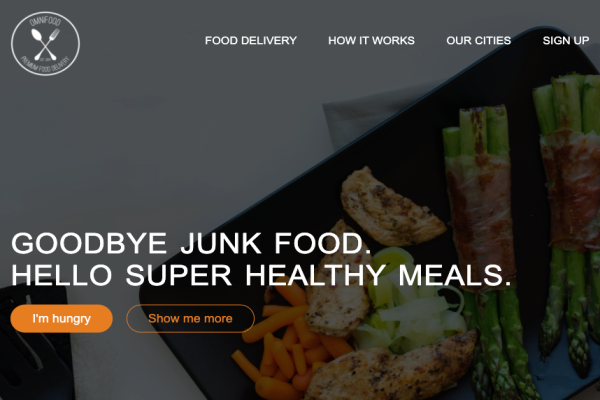 OMNIFOOD
PREMIUM FOOD DELIVERY
FOOD DELIVERY
HOW IT WORKS
OUR CITIES
SIGN UP
GOODBYE JUNK FOOD.
HELLO SUPER HEALTHY MEALS.
I'm hungry
Show me more